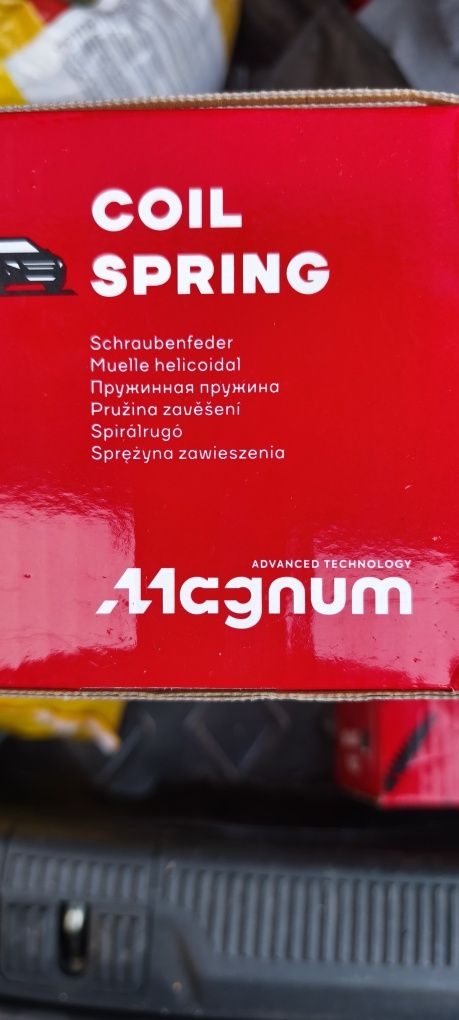 COIL
SPRING
Schraubenfeder
Muelle helicoidal
Пружинная пружина
Pružina zavěšení
Spirálrugó
Sprężyna zawieszenia
ADVANCED TECHNOLOGY
Magnum